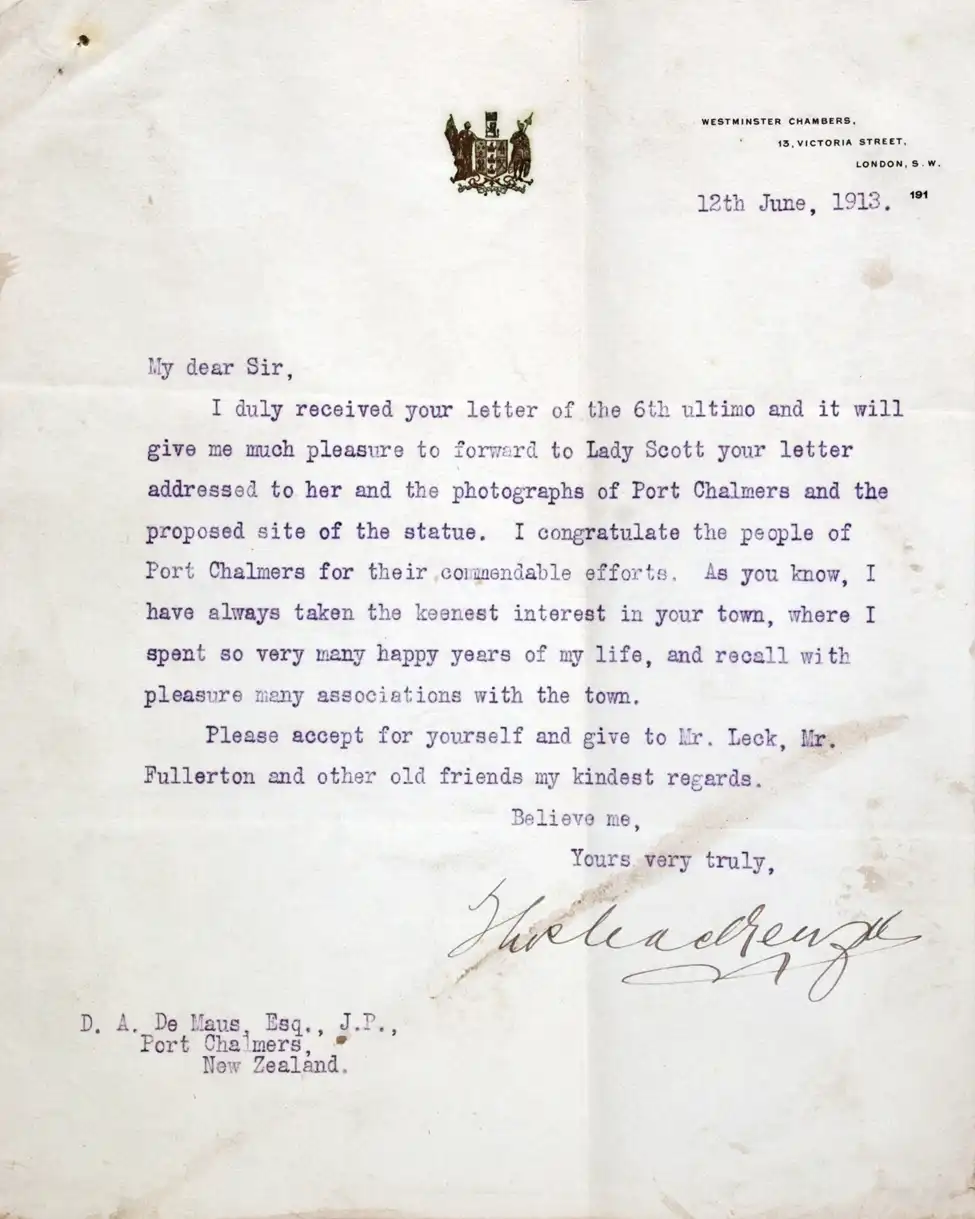 WESTMINSTER CHAMBERS,
13, VICTORIA STREET,
LONDON, S.W.
12th June, 1913. 191
My dear Sir,
I duly received your letter of the 6th ultimo and it will
give me much pleasure to forward to Lady Scott your letter
addressed to her and the photographs of Port Chalmers and the
proposed site of the statue. I congratulate the people of
Port Chalmers for their commendable efforts. As you know, I
have always taken the keenest interest in your town, where I
spent so very many happy years of my life, and recall with
pleasure many associations with the town.
Please accept for yourself and give to Mr. Leck, Mr.
Fullerton and other old friends my kindest regards.
Believe me,
Yours very truly,
Thos Mackenzie
D. A. De Maus, Esq., J.P.,
Port Chalmers,
New Zealand.